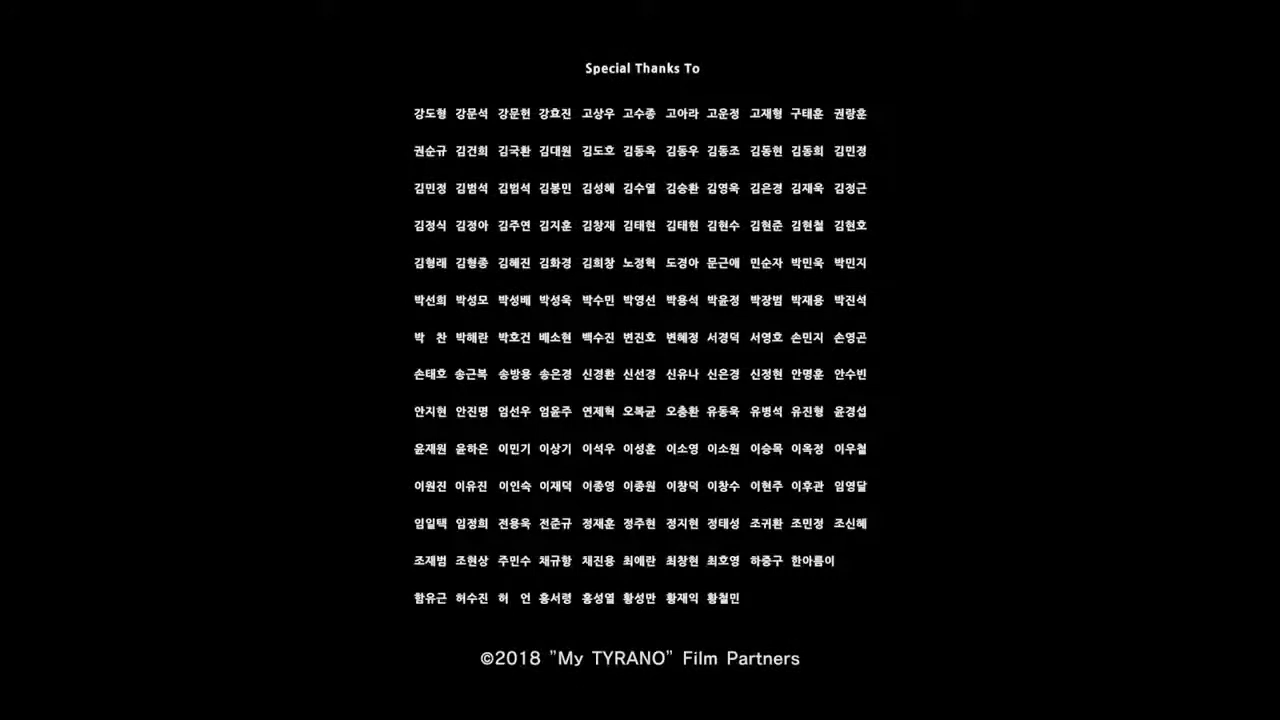 Special Thanks To
강도형 강문석 강문현 강효진 고상우 고수종 고아라 고운정 고재형 구태훈 권랑훈
권순규 김건희 김국환 김대원 김도호 김동옥 김동우 김동조 김동현 김동희 김민정
김민정 김범석 김범석 김봉민 김성혜 김수열 김승환 김영욱 김은경 김재욱 김정근
김정식 김정아 김주연 김지훈 김창재 김태현 김태현 김현수 김현준 김현철 김현호
김형래 김형종 김혜진 김화경 김희창 노정혁 도경아 문근애 민순자 박민욱 박민지
박선희 박성모 박성배 박성욱 박수민 박영선 박용석 박윤정 박장범 박재용 박진석
박 찬 박해란 박호건 배소현 백수진 변진호 변혜정 서경덕 서영호 손민지 손영곤
손태호 송근복 송방용 송은경 신경환 신선경 신유나 신은경 신정현 안명훈 안수빈
안지현 안진명 엄선우 엄윤주 연제혁 오복균 오충환 유동욱 유병석 유진형 윤경섭
윤재원 윤하은 이민기 이상기 이석우 이성훈 이소영 이소원 이승목 이옥정 이우철
이원진 이유진 이인숙 이재덕 이종영 이종원 이창덕 이창수 이현주 이후관 임영달
임일택 임정희 전용욱 전준규 정재훈 정주현 정지현 정태성 조귀환 조민정 조신혜
조재범 조현상 주민수 채규항 채진용 최애란 최창현 최호영 하중구 한아름이
함유근 허수진 허 언 홍서령 홍성열 황성만 황재익 황철민
©2018 ”My TYRANO” Film Partners